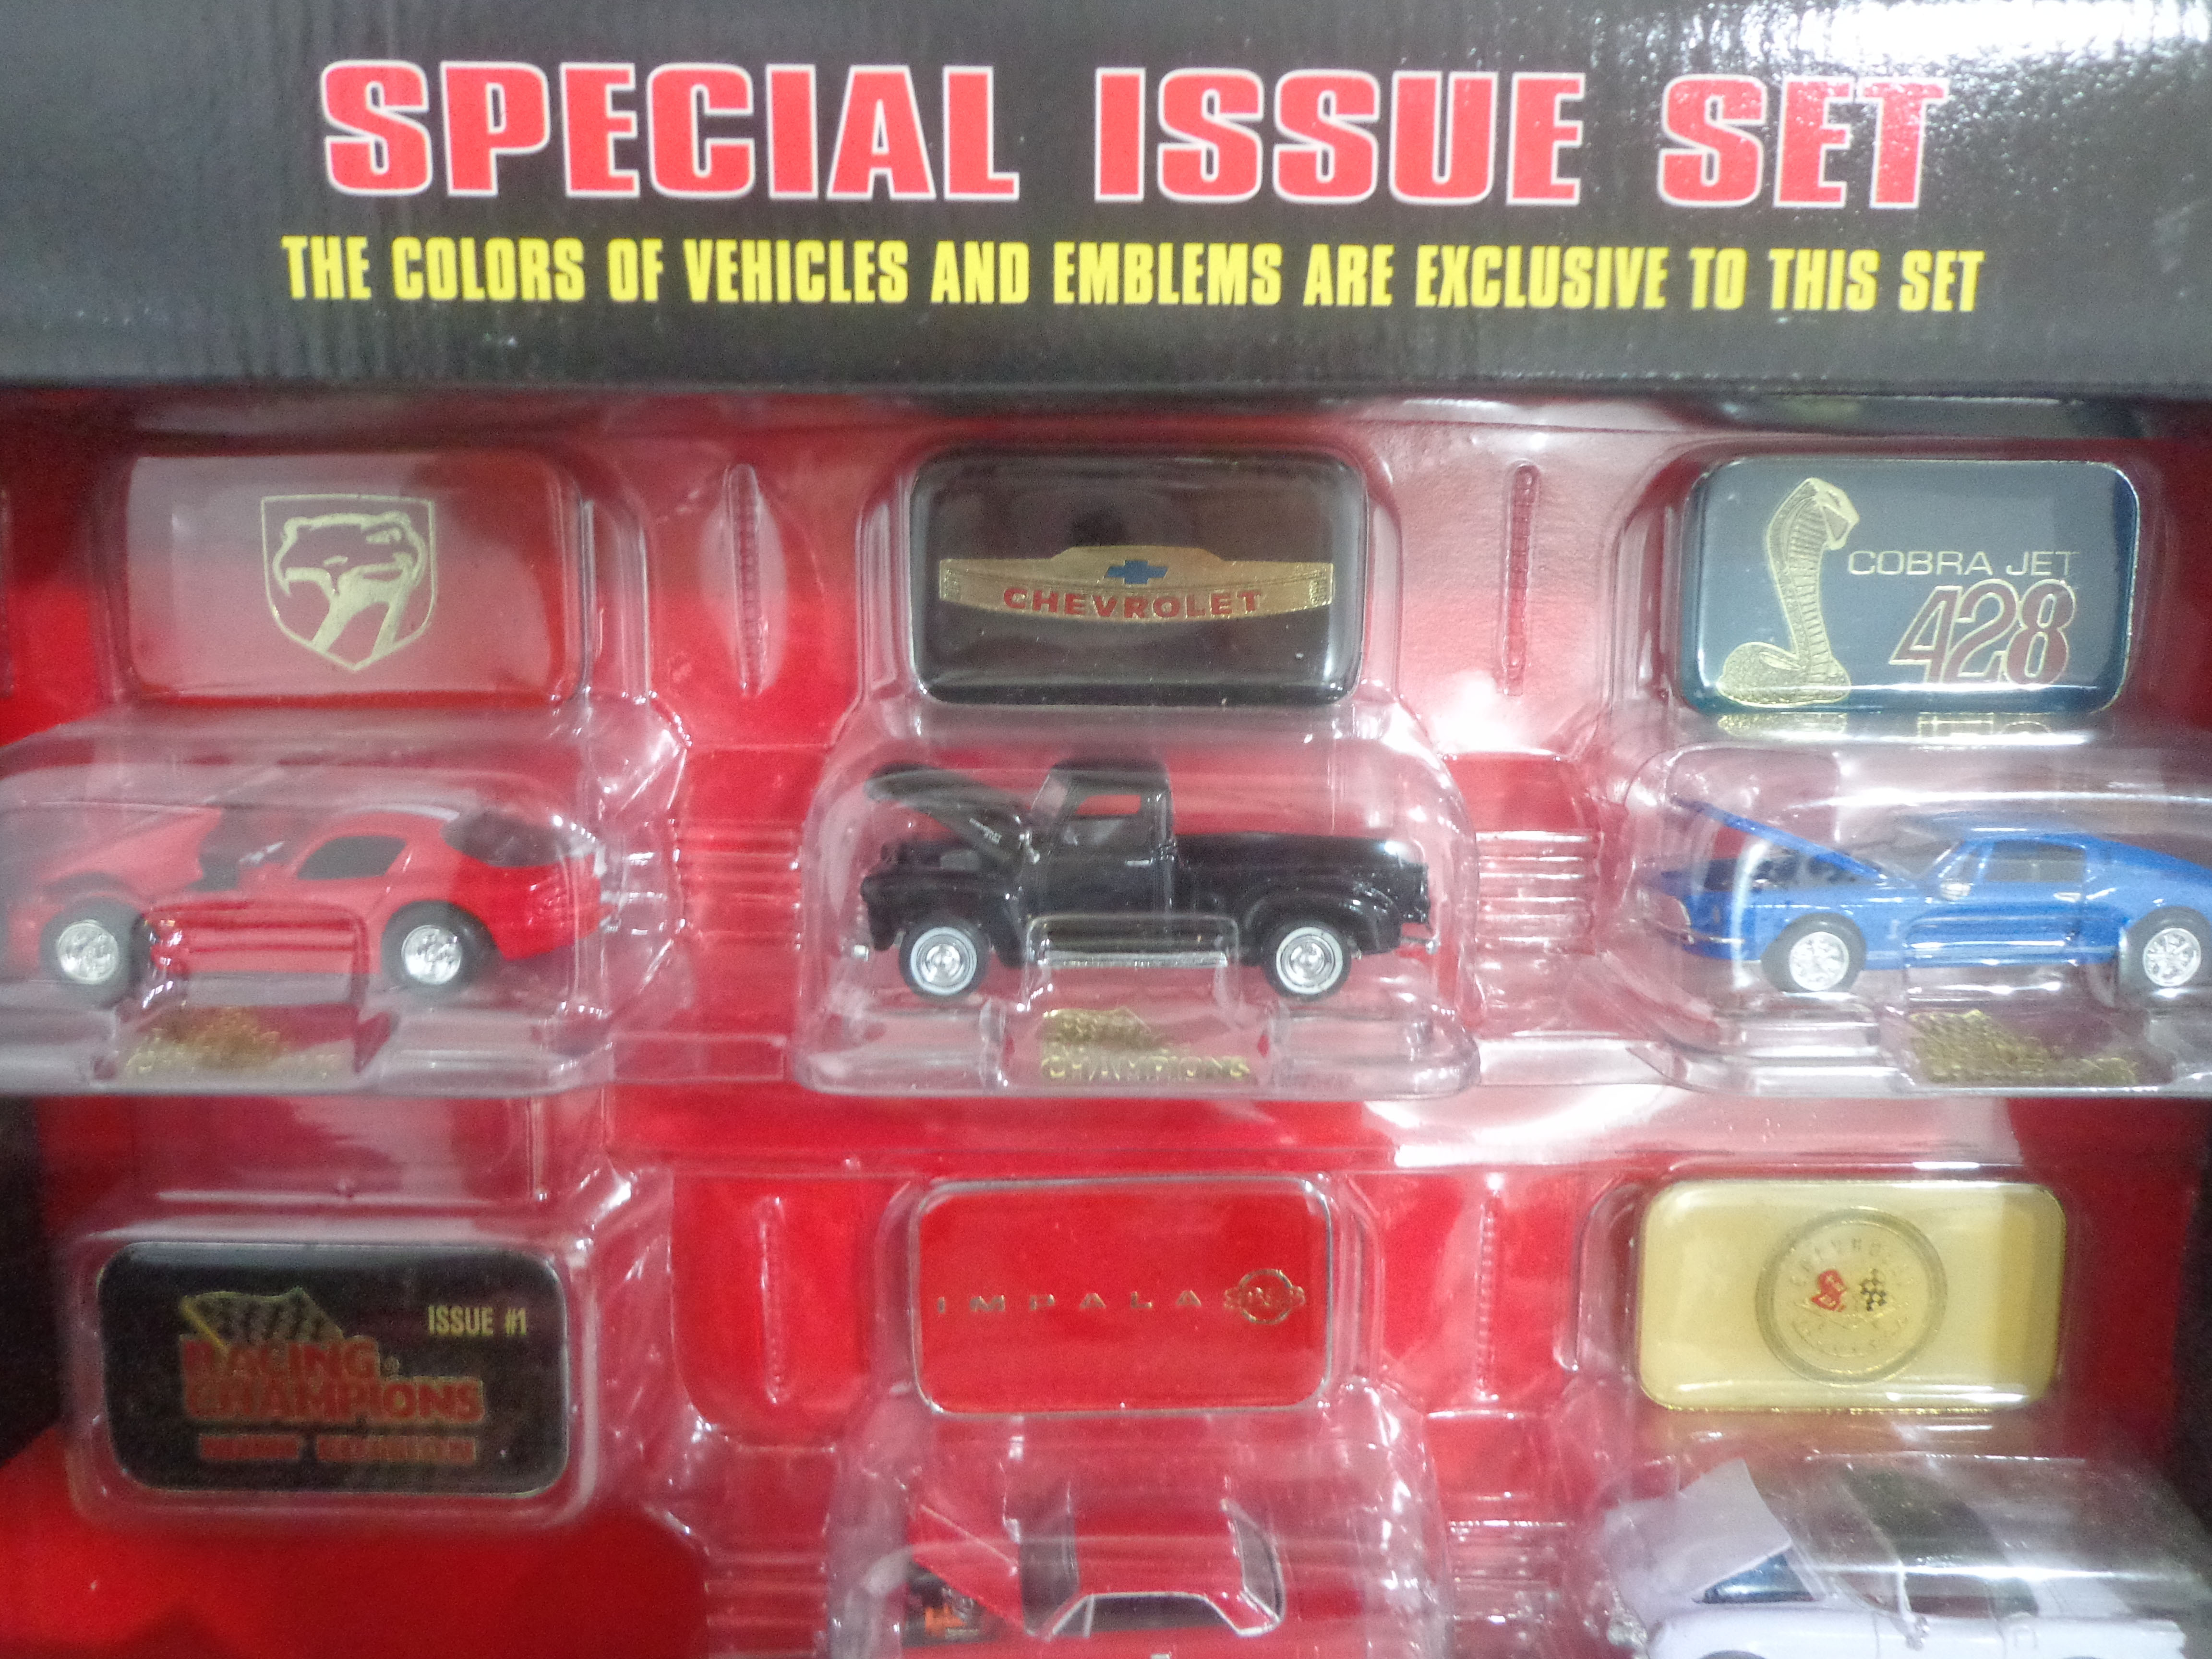 SPECIAL ISSUE SET
THE COLORS OF VEHICLES AND EMBLEMS ARE EXCLUSIVE TO THIS SET
CHEVROLET
COBRA JET
428
CHAMPIONS
ISSUE #1
RACING
CHAMPIONS
IMPALA
CHEVROLET